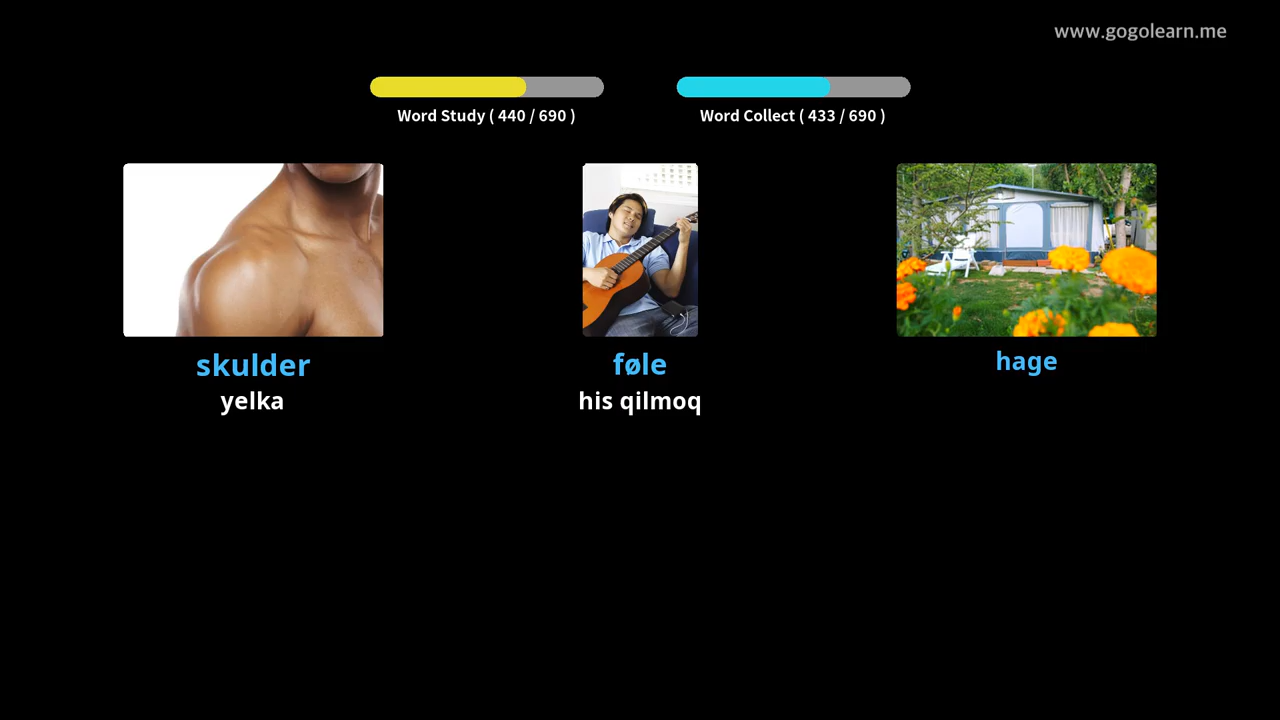 www.gogolearn.me
Word Study ( 440 / 690 )
Word Collect ( 433 / 690 )
skulder
yelka
føle
his qilmoq
hage